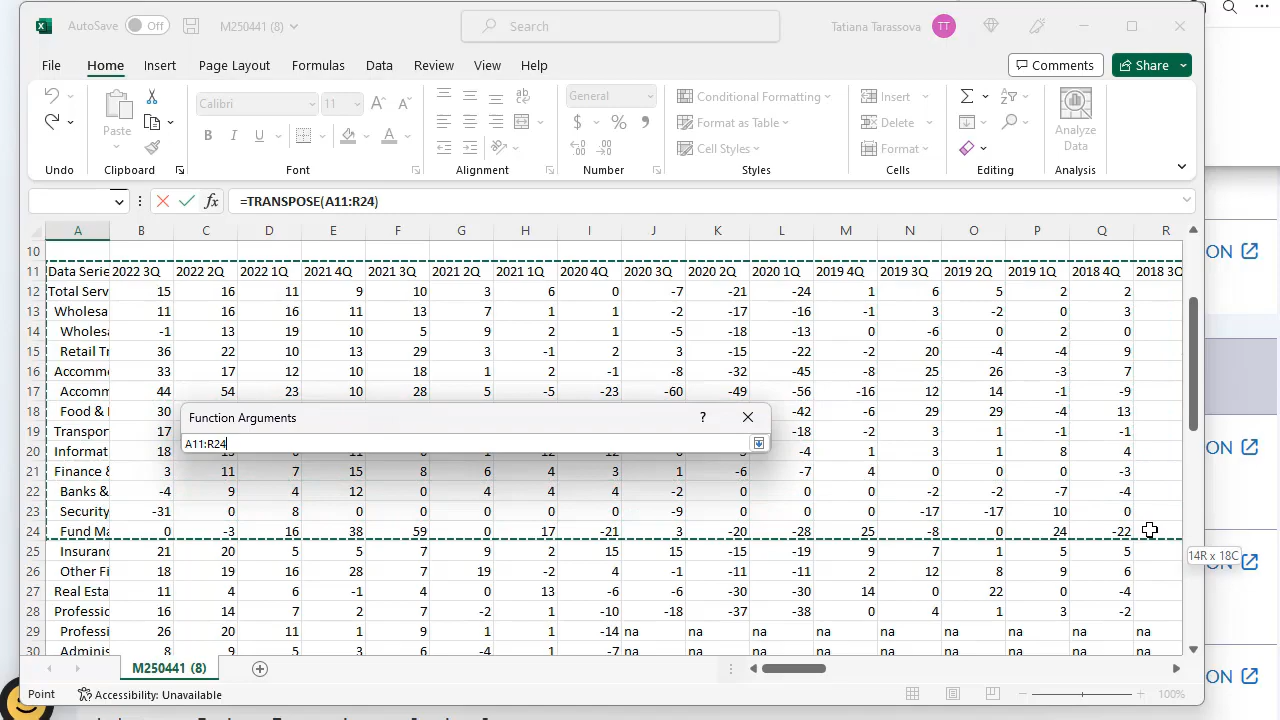 AutoSave Off M250441 (8) Search Tatiana Tarassova TT
File Home Insert Page Layout Formulas Data Review View Help Comments Share
Calibri 11 General Conditional Formatting Insert
Paste B I U $ % Format as Table Delete Analyze Data
Cell Styles Format
Undo Clipboard Font Alignment Number Styles Cells Editing Analysis
=TRANSPOSE(A11:R24)
A B C D E F G H I J K L M N O P Q R
10
11 Data Serie 2022 3Q 2022 2Q 2022 1Q 2021 4Q 2021 3Q 2021 2Q 2021 1Q 2020 4Q 2020 3Q 2020 2Q 2020 1Q 2019 4Q 2019 3Q 2019 2Q 2019 1Q 2018 4Q 2018 3Q
12 Total Serv 15 16 11 9 10 3 6 0 -7 -21 -24 1 6 5 2 2
13 Wholesa 11 16 16 11 13 7 1 1 -2 -17 -16 -1 3 -2 0 3
14 Wholesa -1 13 19 10 5 9 2 1 -5 -18 -13 0 -6 0 2 0
15 Retail Tr 36 22 10 13 29 3 -1 2 3 -15 -22 -2 20 -4 -4 9
16 Accomm 33 17 12 10 18 1 2 -1 -8 -32 -45 -8 25 26 -3 7
17 Accomm 44 54 23 10 28 5 -5 -23 -60 -49 -56 -16 12 14 -1 -9
18 Food & 30 -42 -6 29 29 -4 13
Function Arguments ? 
19 Transpor 17 -18 -2 3 1 -1 -1
A11:R24
20 Informat 18 -4 1 3 1 8 4
21 Finance & 3 11 7 15 8 6 4 3 1 -6 -7 4 0 0 0 -3
22 Banks & -4 9 4 12 0 4 4 4 -2 0 0 0 -2 -2 -7 -4
23 Security -31 0 8 0 0 0 0 0 -9 0 0 0 -17 -17 10 0
24 Fund Ma 0 -3 16 38 59 0 17 -21 3 -20 -28 25 -8 0 24 -22
25 Insuranc 21 20 5 5 7 9 2 15 15 -15 -19 9 7 1 5 5
14R x 18C
26 Other Fi 18 19 16 28 7 19 -2 4 -1 -11 -11 2 12 8 9 6
27 Real Esta 11 4 6 -1 4 0 13 -6 -6 -30 -30 14 0 22 0 -4
28 Professic 16 14 7 2 7 -2 1 -10 -18 -37 -38 0 4 1 3 -2
29 Professi 26 20 11 1 9 1 1 -14 na na na na na na na na na
30 Adminis 8 9 5 3 6 -4 1 -7 na na na na na na na na na
M250441 (8)
Point Accessibility: Unavailable 100%
ON
ON
ON
ON